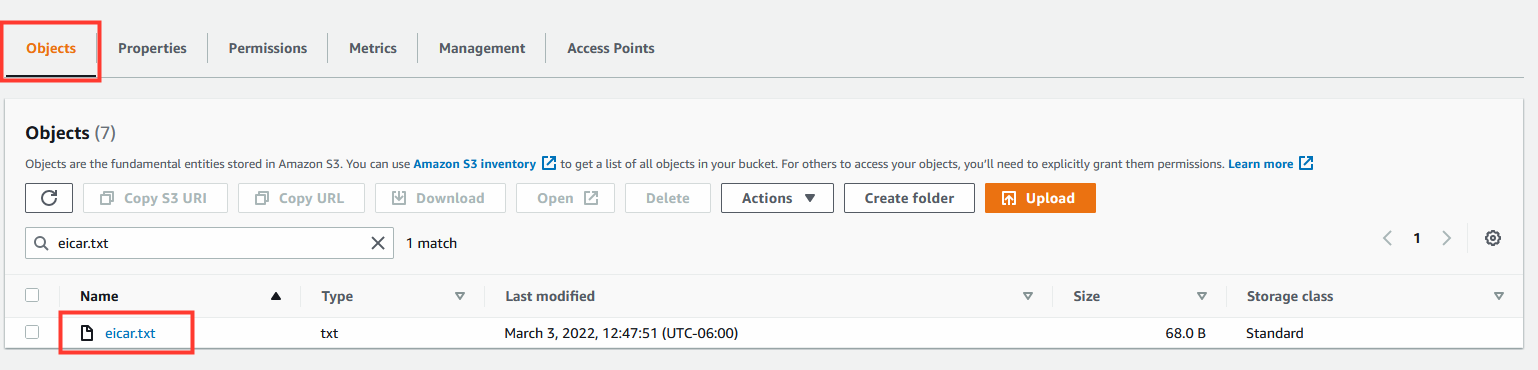 Objects Properties Permissions Metrics Management Access Points
Objects (7)
Objects are the fundamental entities stored in Amazon S3. You can use Amazon S3 inventory to get a list of all objects in your bucket. For others to access your objects, you'll need to explicitly grant them permissions. Learn more
Copy S3 URI Copy URL Download Open Delete Actions Create folder Upload
eicar.txt 1 match 1
Name Type Last modified Size Storage class
eicar.txt txt March 3, 2022, 12:47:51 (UTC-06:00) 68.0 B Standard